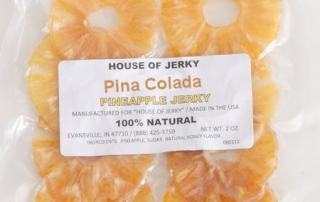 HOUSE OF JERKY
Pina Colada
PINEAPPLE JERKY
MANUFACTURED FOR "HOUSE OF JERKY" / MADE IN THE USA
100% NATURAL
EVANSVILLE, IN 47710 / (888) 425-3759 NET WT. 2 OZ.
INGREDIENTS: PINEAPPLE, SUGAR, NATURAL HONEY FLAVOR